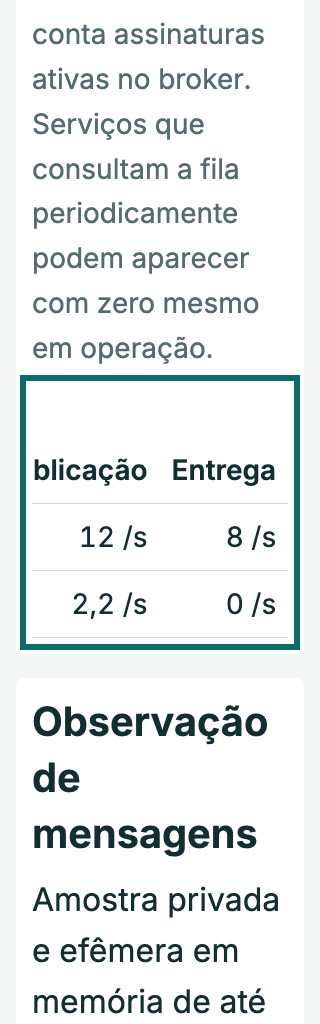 conta assinaturas
ativas no broker.
Serviços que
consultam a fila
periodicamente
podem aparecer
com zero mesmo
em operação.
blicação Entrega
12 /s 8 /s
2,2 /s 0 /s
Observação
de
mensagens
Amostra privada
e efêmera em
memória de até